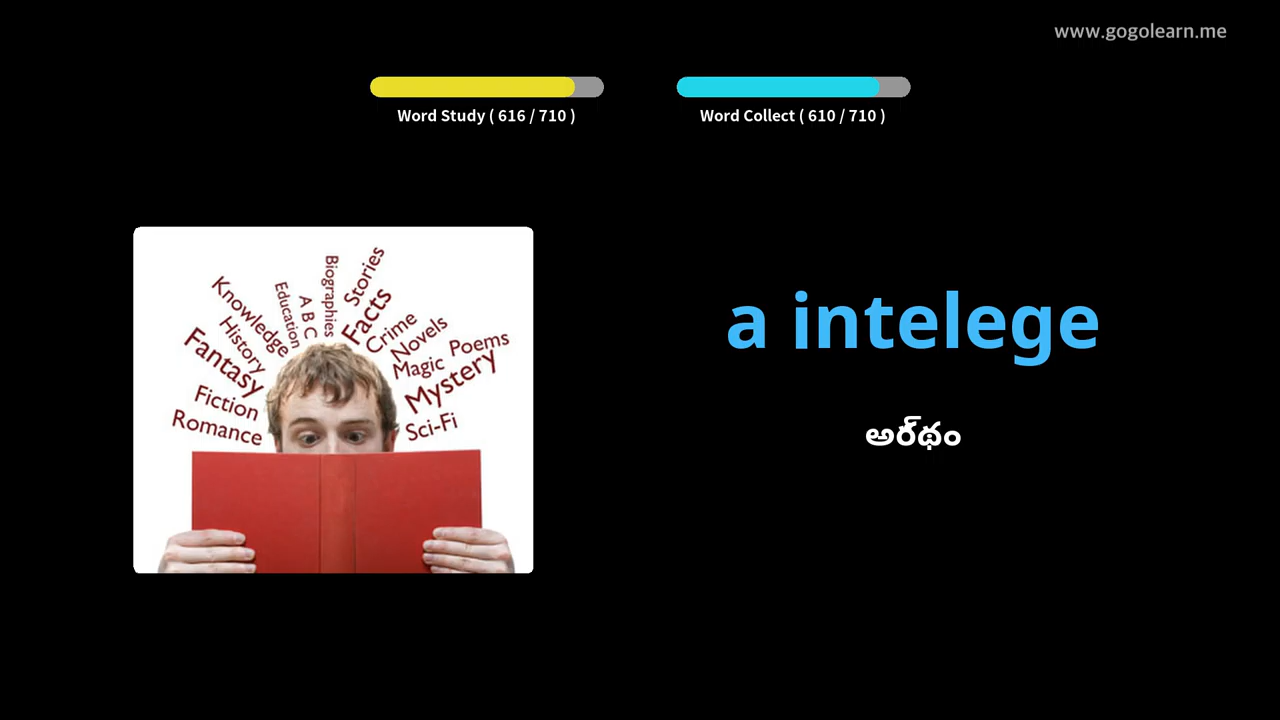 www.gogolearn.me
Word Study ( 616 / 710 )
Word Collect ( 610 / 710 )
Romance
Fiction
Fantasy
History
Knowledge
Education
A B C
Biographies
Stories
Facts
Crime
Novels
Magic
Poems
Mystery
Sci-Fi
a intelege
అర్‌థం